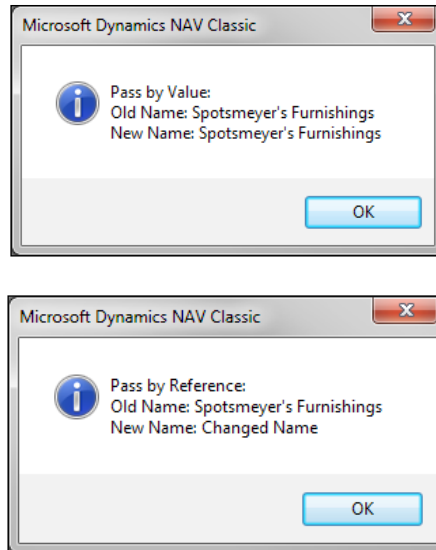 Microsoft Dynamics NAV Classic
Pass by Value:
Old Name: Spotsmeyer's Furnishings
New Name: Spotsmeyer's Furnishings
OK
Microsoft Dynamics NAV Classic
Pass by Reference:
Old Name: Spotsmeyer's Furnishings
New Name: Changed Name
OK